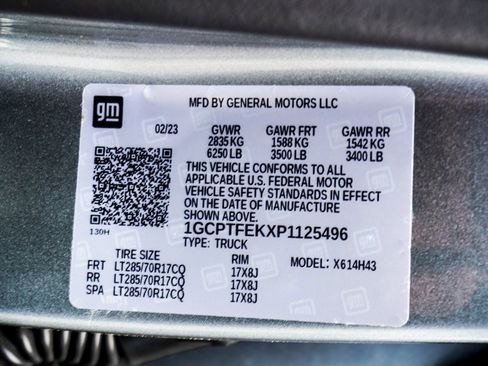 gm
MFD BY GENERAL MOTORS LLC
02/23 GVWR GAWR FRT GAWR RR
2835 KG 1588 KG 1542 KG
6250 LB 3500 LB 3400 LB
THIS VEHICLE CONFORMS TO ALL
APPLICABLE U.S. FEDERAL MOTOR
VEHICLE SAFETY STANDARDS IN EFFECT
ON THE DATE OF MANUFACTURE
SHOWN ABOVE.
130H
1GCPTFEKXP1125496
TYPE: TRUCK
TIRE SIZE RIM MODEL: X614H43
FRT LT285/70R17CQ 17X8J
RR LT285/70R17CQ 17X8J
SPA LT285/70R17CQ 17X8J